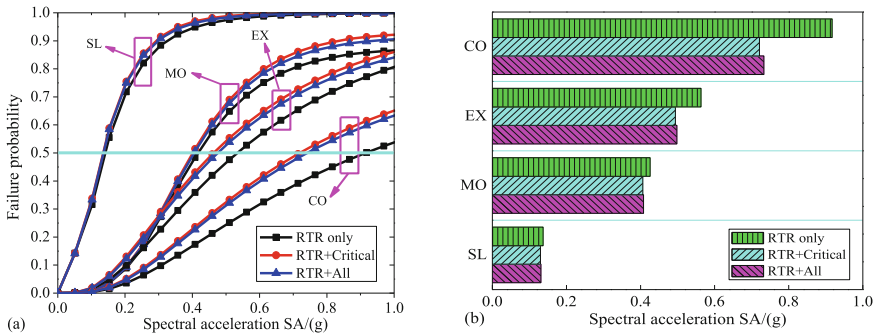 1.0
0.9
0.8
0.7
0.6
0.5
0.4
0.3
0.2
0.1
0.0
Failure probability
SL
MO
EX
CO
RTR only
RTR+Critical
RTR+All
0.0 0.2 0.4 0.6 0.8 1.0
(a) Spectral acceleration SA/(g)
CO
EX
MO
SL
RTR only
RTR+Critical
RTR+All
0.0 0.2 0.4 0.6 0.8 1.0
(b) Spectral acceleration SA/(g)